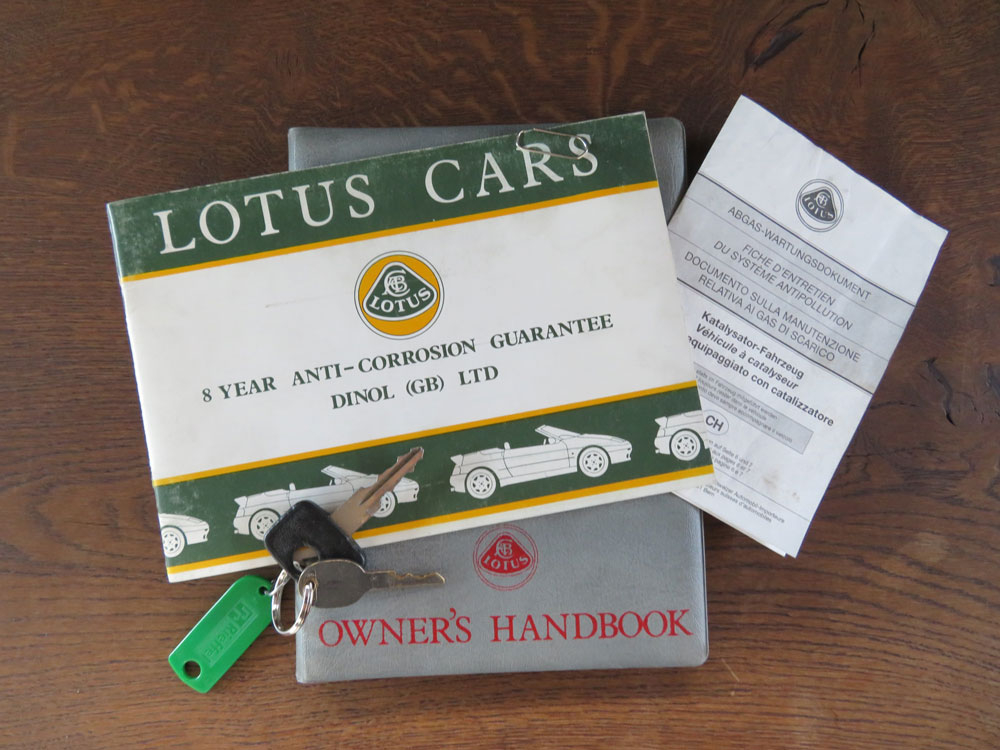 LOTUS CARS
LOTUS
8 YEAR ANTI-CORROSION GUARANTEE
DINOL (GB) LTD
LOTUS
OWNER'S HANDBOOK
LOTUS
ABGAS-WARTUNGSDOKUMENT
FICHE D'ENTRETIEN
DU SYSTEME ANTIPOLLUTION
DOCUMENTO SULLA MANUTENZIONE
RELATIVA AI GAS DI SCARICO
Katalysator-Fahrzeug
Véhicule à catalyseur
equipaggiato con catalizzatore
CH